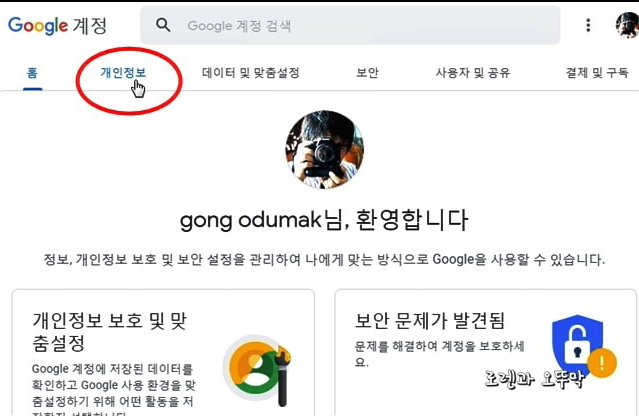 Google 계정
Google 계정 검색
홈 개인정보 데이터 및 맞춤설정 보안 사용자 및 공유 결제 및 구독
gong odumak님, 환영합니다
정보, 개인정보 보호 및 보안 설정을 관리하여 나에게 맞는 방식으로 Google을 사용할 수 있습니다.
개인정보 보호 및 맞
춤설정
Google 계정에 저장된 데이터를
확인하고 Google 사용 환경을 맞
춤설정하기 위해 어떤 활동을 저
보안 문제가 발견됨
문제를 해결하여 계정을 보호하세
요.
로렌과 오뚜막